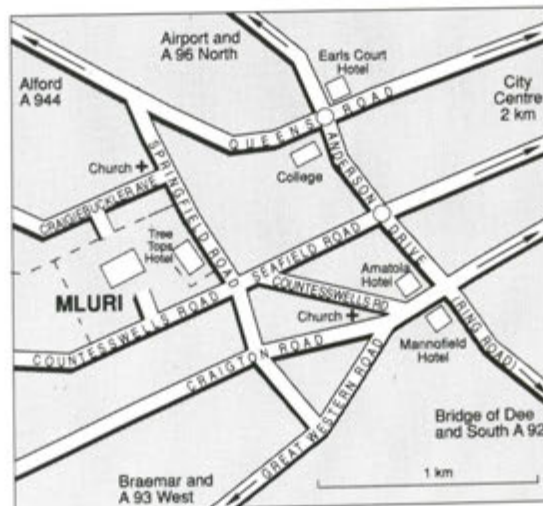 Airport and
A 96 North
Earls Court
Hotel
Alford
A 944
City
Centre
2 km
QUEENS ROAD
Church
SPRINGFIELD ROAD
College
ANDERSON DRIVE
CRAIGIEBUCKLER AVE
Tree
Tops
Hotel
SEAFIELD ROAD
Amatola
Hotel
MLURI
COUNTESSWELLS RD
Church
COUNTESSWELLS ROAD
Mannofield
Hotel
(RING ROAD)
CRAIGTON ROAD
GREAT WESTERN ROAD
Bridge of Dee
and South A 92
Braemar and
A 93 West
1 km